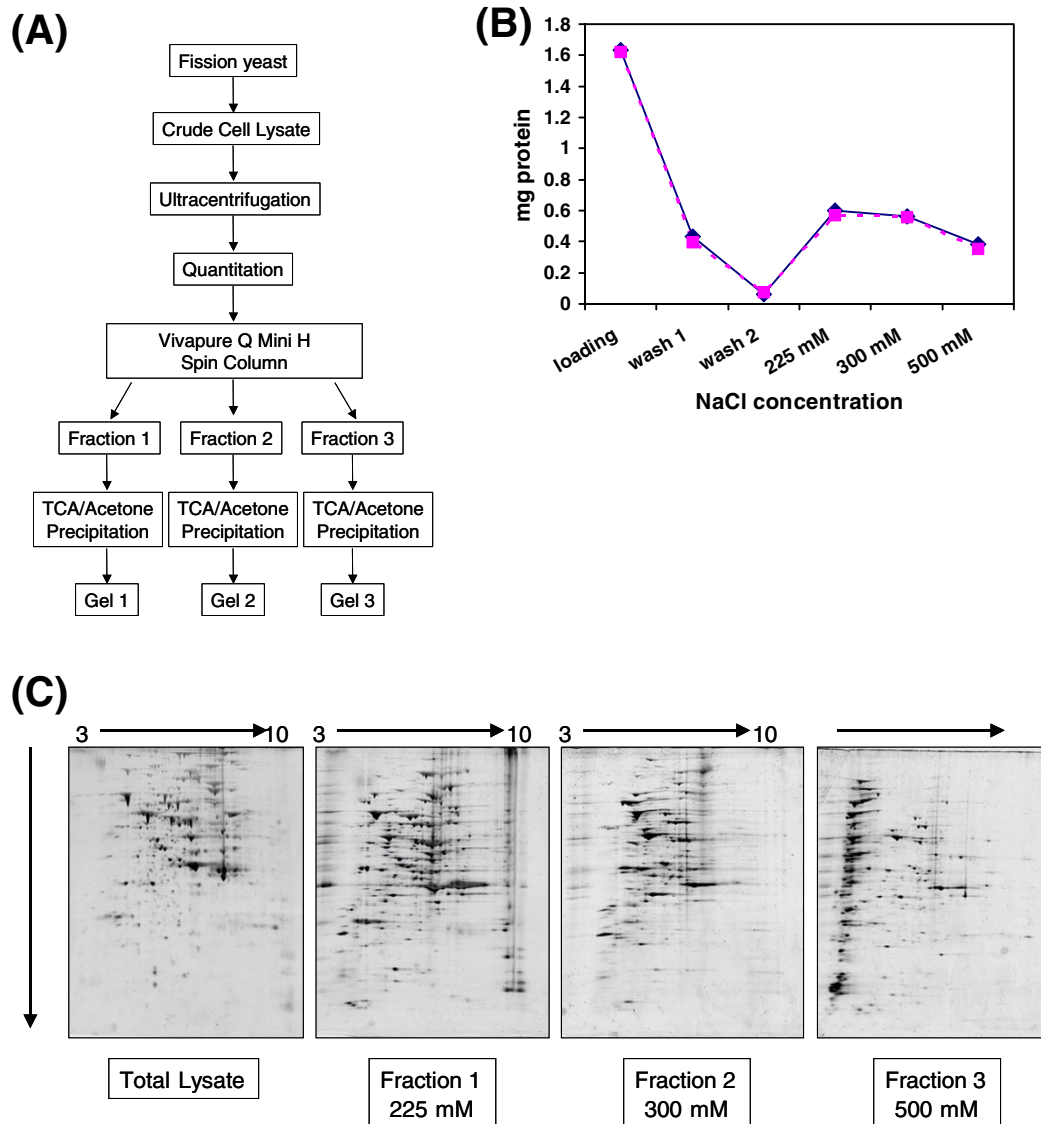 (A)
Fission yeast
Crude Cell Lysate
Ultracentrifugation
Quantitation
Vivapure Q Mini H
Spin Column
Fraction 1
Fraction 2
Fraction 3
TCA/Acetone
Precipitation
TCA/Acetone
Precipitation
TCA/Acetone
Precipitation
Gel 1
Gel 2
Gel 3
(B)
mg protein
1.8
1.6
1.4
1.2
1
0.8
0.6
0.4
0.2
0
loading
wash 1
wash 2
225 mM
300 mM
500 mM
NaCl concentration
(C)
3
10
3
10
3
10
Total Lysate
Fraction 1
225 mM
Fraction 2
300 mM
Fraction 3
500 mM